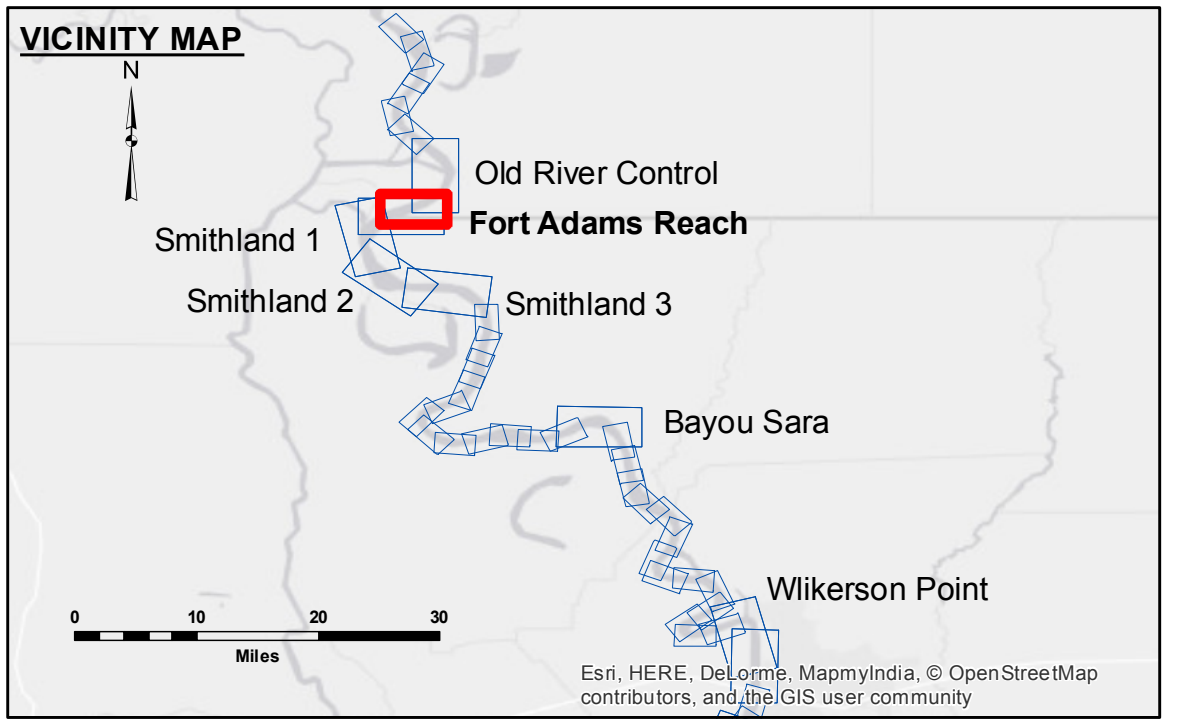 VICINITY MAP
N
Old River Control
Fort Adams Reach
Smithland 1
Smithland 2
Smithland 3
Bayou Sara
Wlikerson Point
0 10 20 30
Miles
Esri, HERE, DeLorme, MapmyIndia, © OpenStreetMap
contributors, and the GIS user community